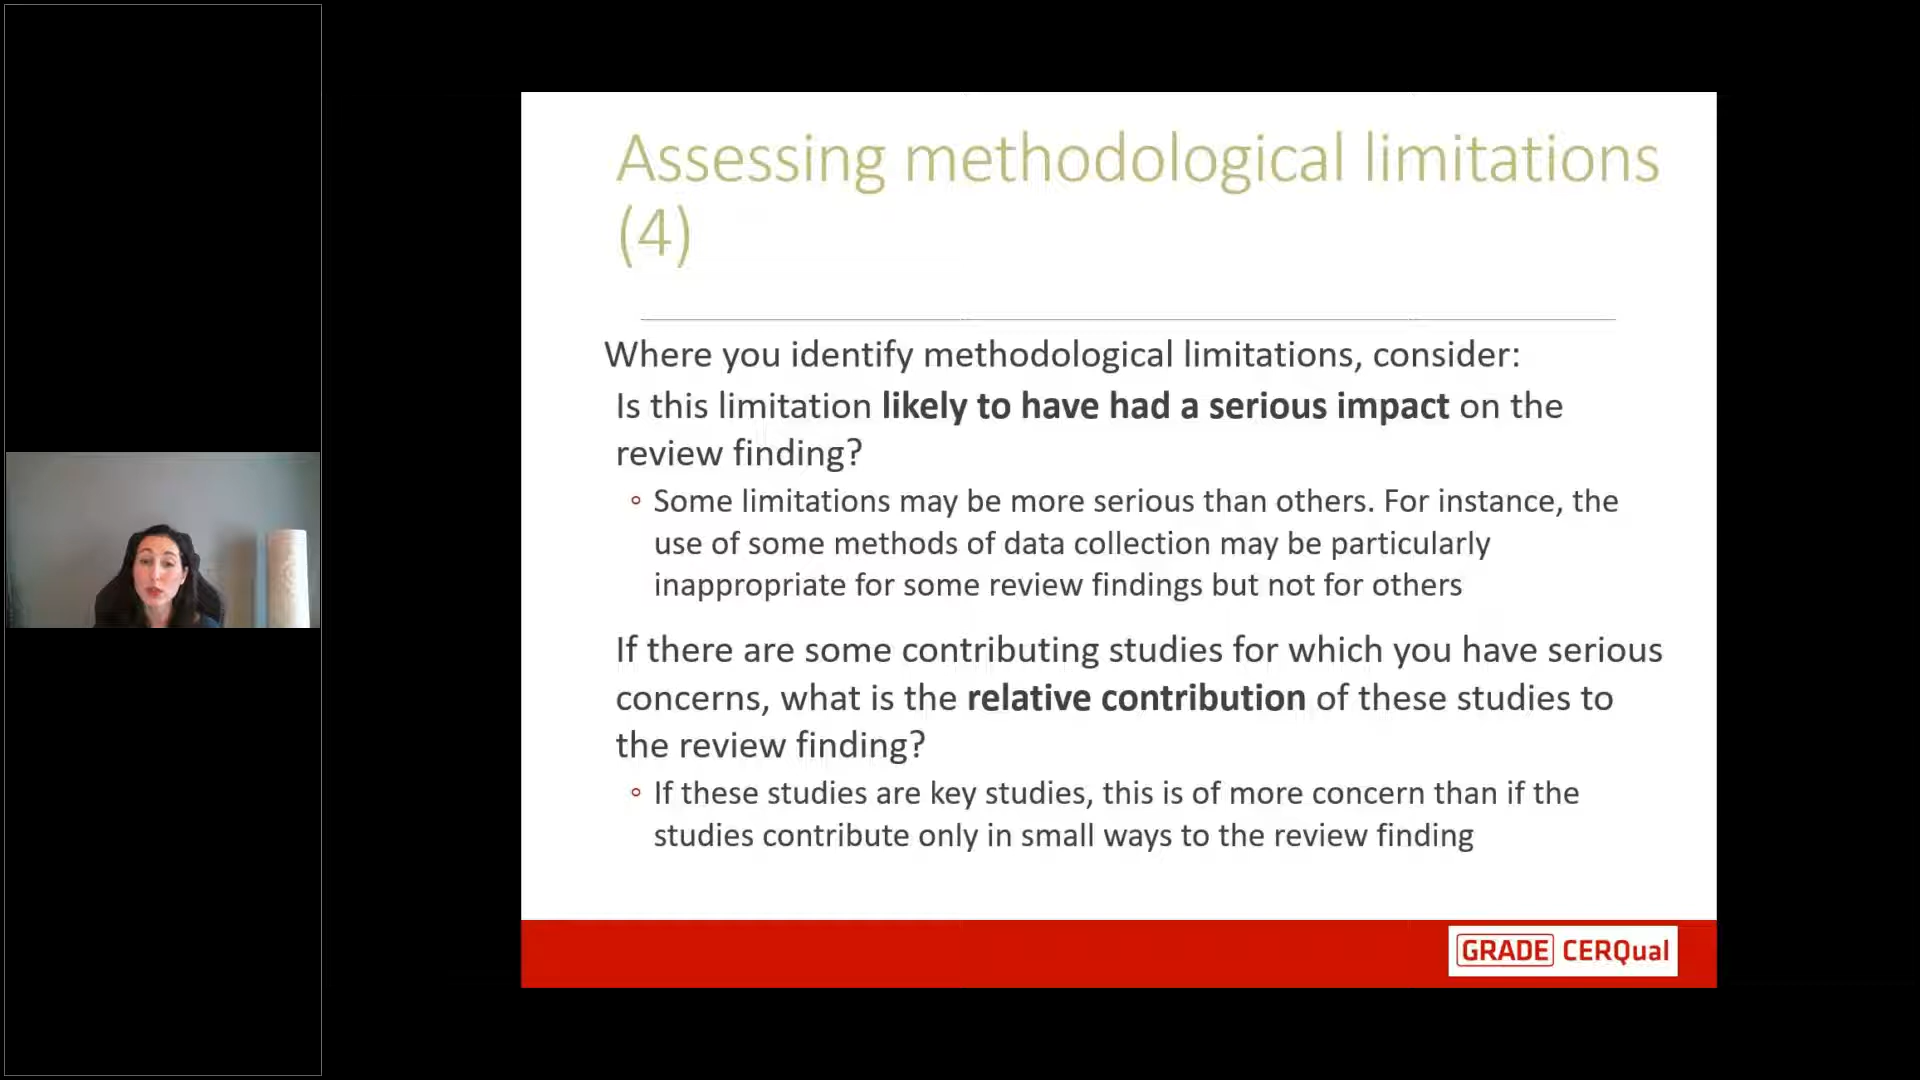 Assessing methodological limitations
(4)
Where you identify methodological limitations, consider:
Is this limitation likely to have had a serious impact on the
review finding?
◦ Some limitations may be more serious than others. For instance, the
use of some methods of data collection may be particularly
inappropriate for some review findings but not for others
If there are some contributing studies for which you have serious
concerns, what is the relative contribution of these studies to
the review finding?
◦ If these studies are key studies, this is of more concern than if the
studies contribute only in small ways to the review finding
GRADE CERQual